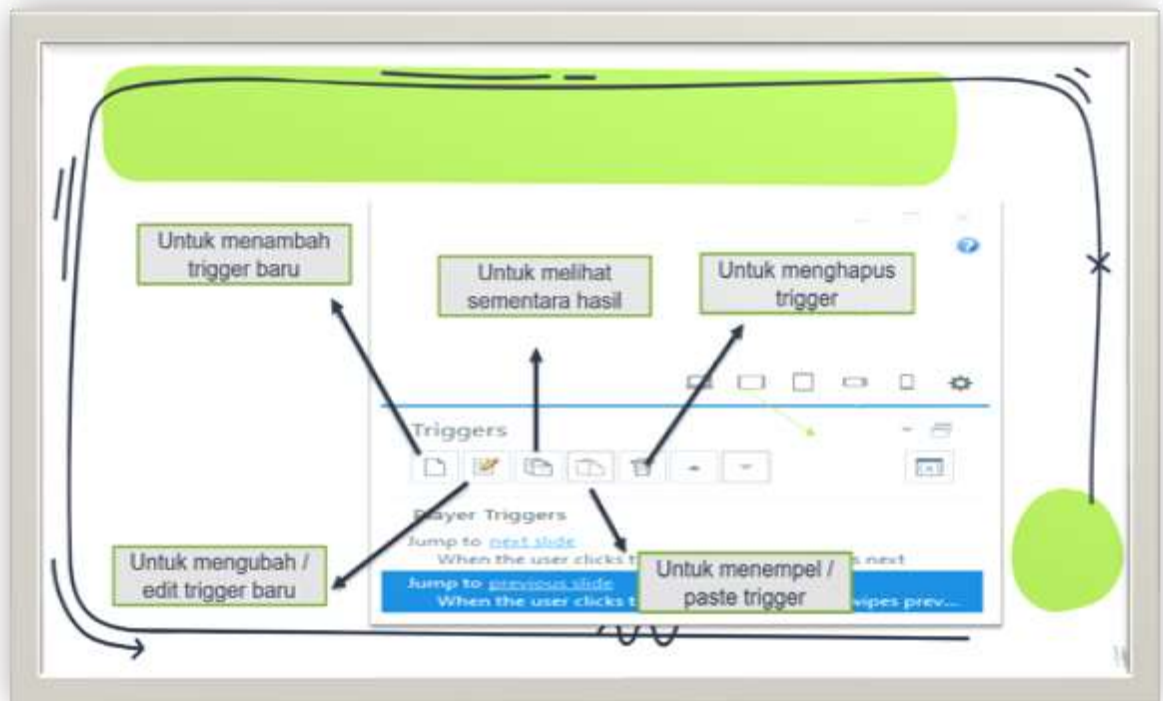 Untuk menambah
trigger baru
Untuk melihat
sementara hasil
Untuk menghapus
trigger
Triggers
Player Triggers
Jump to next slide
When the user clicks t
s next
Untuk mengubah /
edit trigger baru
Untuk menempel /
paste trigger
Jump to previous slide
When the user clicks t
wipes prev...